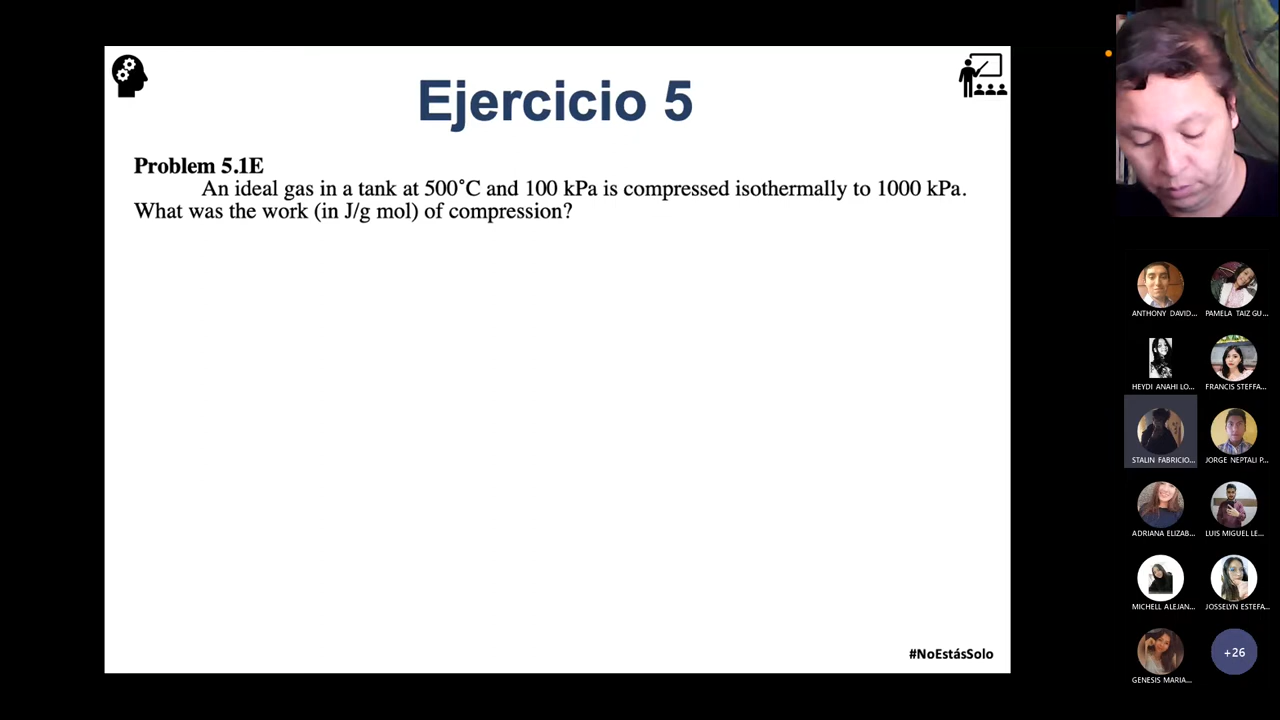 Ejercicio 5
Problem 5.1E
An ideal gas in a tank at 500°C and 100 kPa is compressed isothermally to 1000 kPa.
What was the work (in J/g mol) of compression?
#NoEstásSolo
ANTHONY DAVID...
PAMELA TAIZ GU...
HEYDI ANAHI LO...
FRANCIS STEFFA...
STALIN FABRICIO...
JORGE NEPTALI P...
ADRIANA ELIZAB...
LUIS MIGUEL LE...
MICHELL ALEJAN...
JOSSELYN ESTEFA...
GENESIS MARIA...
+26